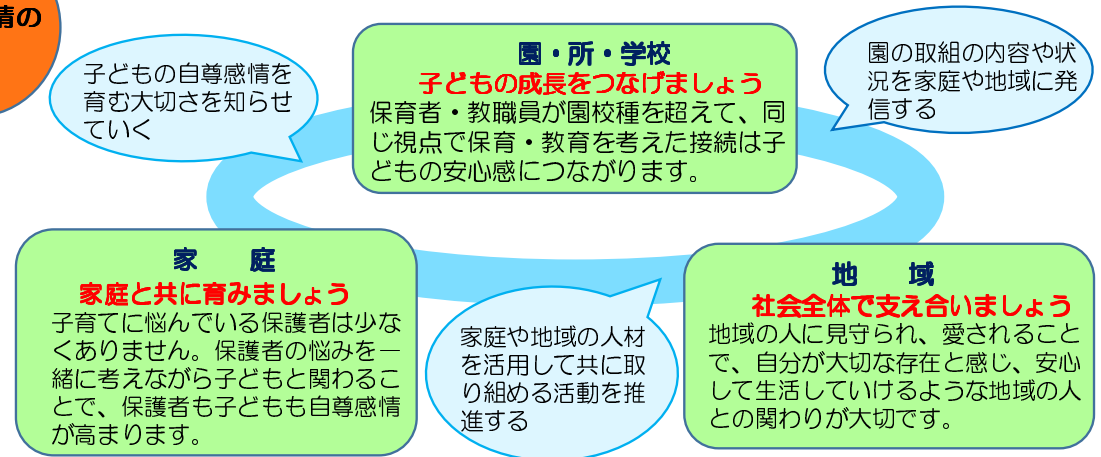 情の
子どもの自尊感情を
育む大切さを知らせ
ていく
園・所・学校
子どもの成長をつなげましょう
保育者・教職員が園校種を超えて、同
じ視点で保育・教育を考えた接続は子
どもの安心感につながります。
園の取組の内容や状
況を家庭や地域に発
信する
家　庭
家庭と共に育みましょう
子育てに悩んでいる保護者は少な
くありません。保護者の悩みを一
緒に考えながら子どもと関わるこ
とで、保護者も子どもも自尊感情
が高まります。
家庭や地域の人材
を活用して共に取
り組める活動を推
進する
地　域
社会全体で支え合いましょう
地域の人に見守られ、愛されること
で、自分が大切な存在と感じ、安心
して生活していけるような地域の人
との関わりが大切です。